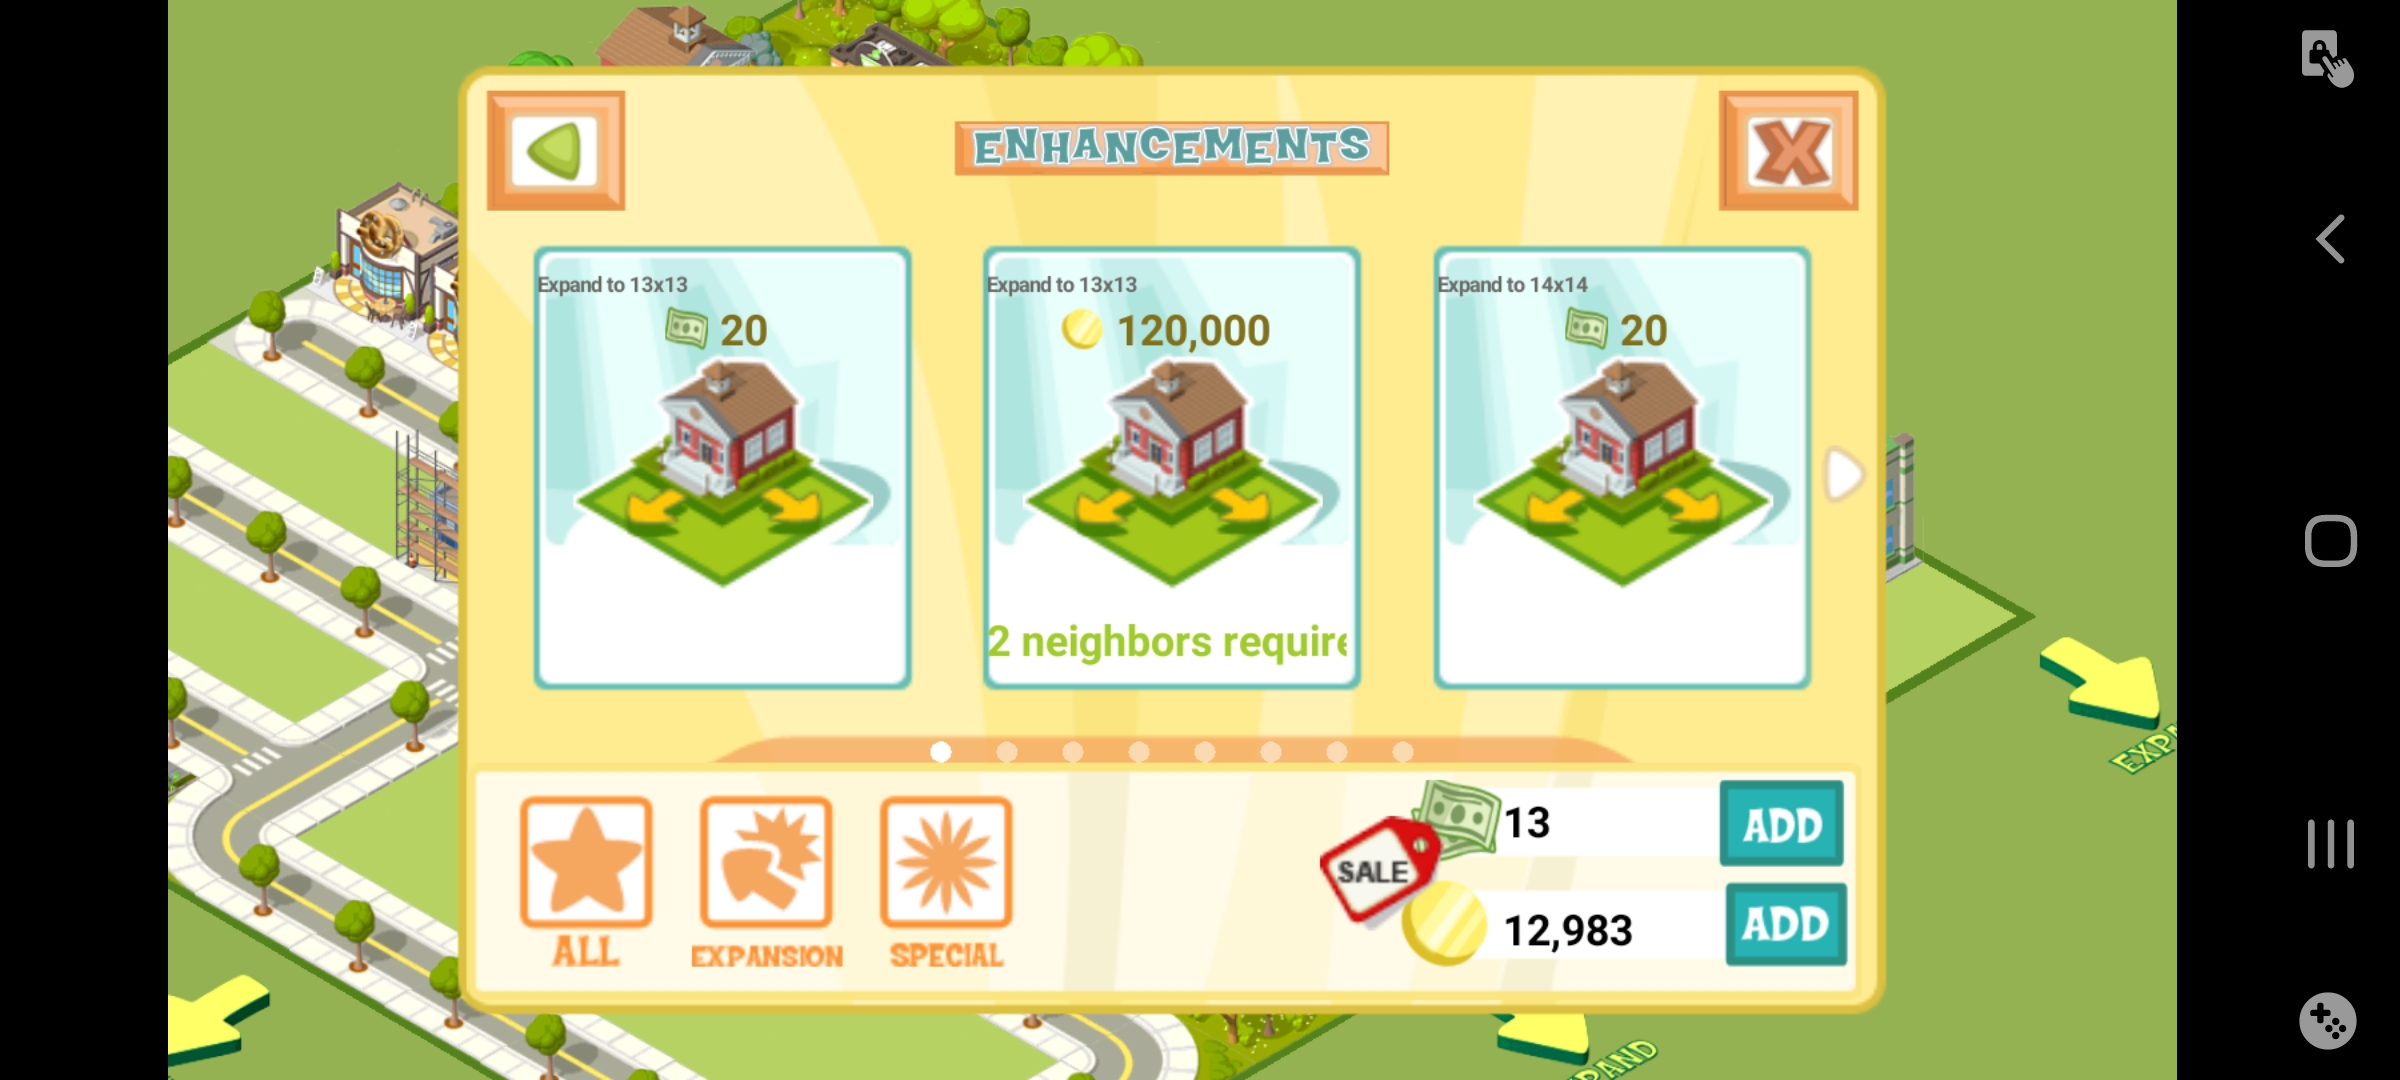 ENHANCEMENTS
Expand to 13x13
20
Expand to 13x13
120,000
2 neighbors require
Expand to 14x14
20
ALL
EXPANSION
SPECIAL
SALE
13
ADD
12,983
ADD